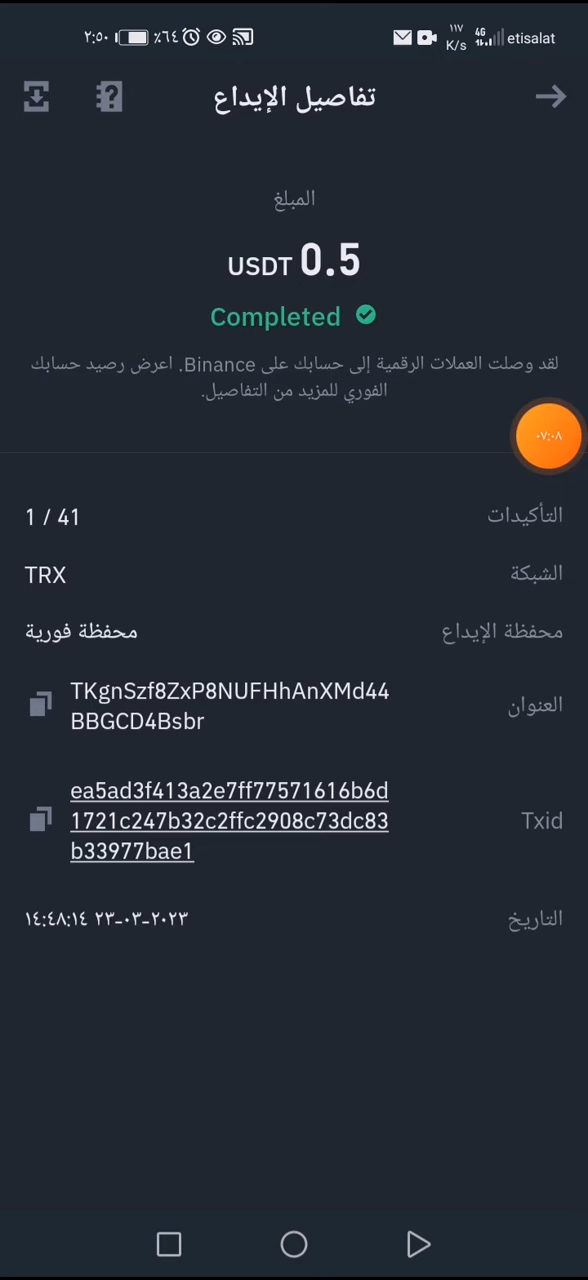 ٢:٥٠ ٪٦٤ ١١٧ K/s 4G etisalat
تفاصيل الإيداع
المبلغ
USDT 0.5
Completed
لقد وصلت العملات الرقمية إلى حسابك على Binance. اعرض رصيد حسابك
الفوري للمزيد من التفاصيل.
٠٧:٠٨
التأكيدات 1 / 41
الشبكة TRX
محفظة الإيداع محفظة فورية
العنوان TKgnSzf8ZxP8NUFHhAnXMd44
BBGCD4Bsbr
ea5ad3f413a2e7ff77571616b6d
Txid 1721c247b32c2ffc2908c73dc83
b33977bae1
التاريخ ٢٠٢٣-٠٣-٢٣ ١٤:٤٨:١٤